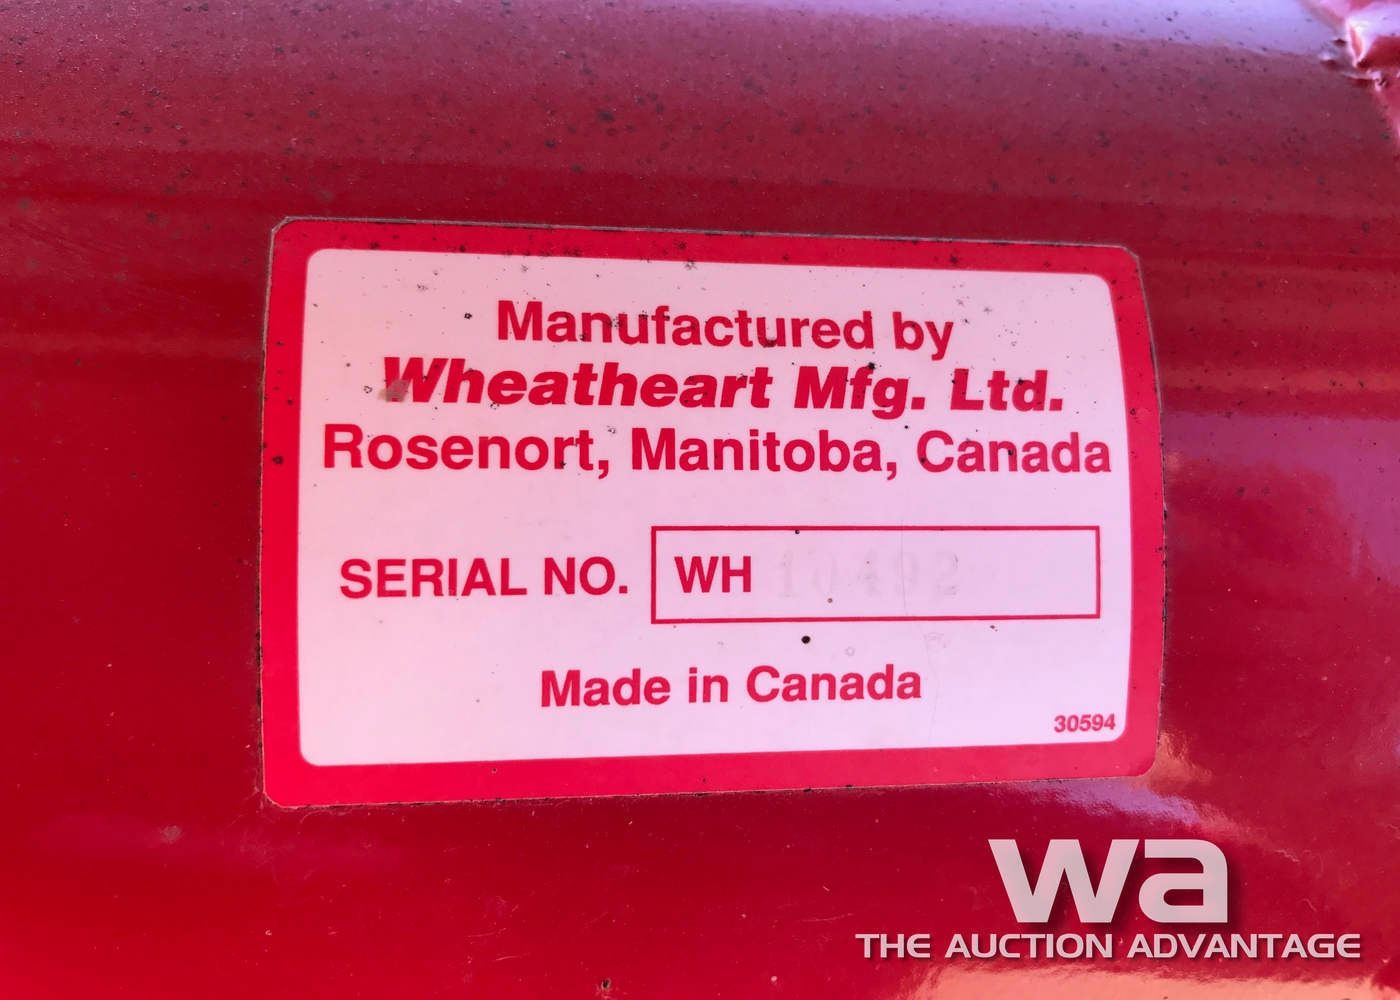 Manufactured by
Wheatheart Mfg. Ltd.
Rosenort, Manitoba, Canada
SERIAL NO. WH 10492
Made in Canada
30594
wa
THE AUCTION ADVANTAGE